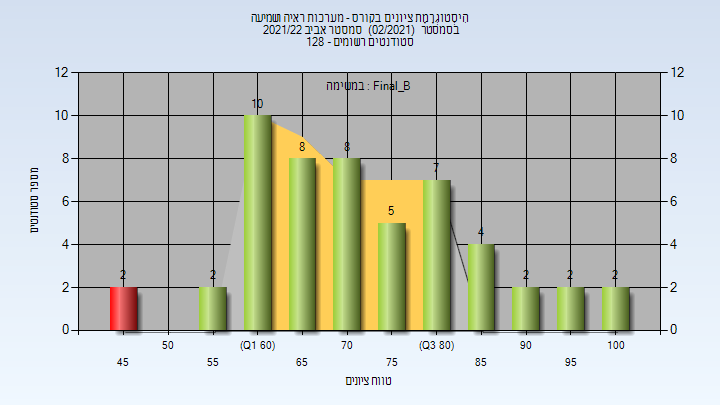 הִיסְטוֹגְרָמַת ציונים בקורס - מערכות ראיה ושמיעה
בסמסטר (02/2021) סמסטר אביב 2021/22
סטודנטים רשומים - 128
במשימה : Final_B
מספר סטודנטים
12 12
10 10
8 8
6 6
4 4
2 2
0 0
2 2 10 8 8 5 7 4 2 2 2
45 50 55 (Q1 60) 65 70 75 (Q3 80) 85 90 95 100
טווח ציונים